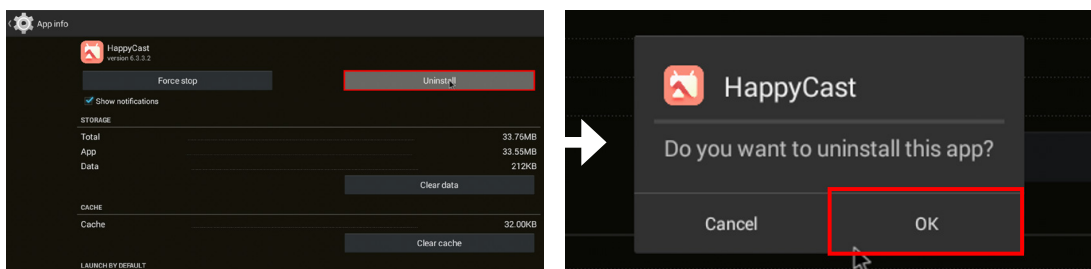 App info
HappyCast
version 6.3.3.2
Force stop
Uninstall
Show notifications
STORAGE
Total 33.76MB
App 33.55MB
Data 212KB
Clear data
CACHE
Cache 32.00KB
Clear cache
LAUNCH BY DEFAULT
HappyCast
Do you want to uninstall this app?
Cancel OK